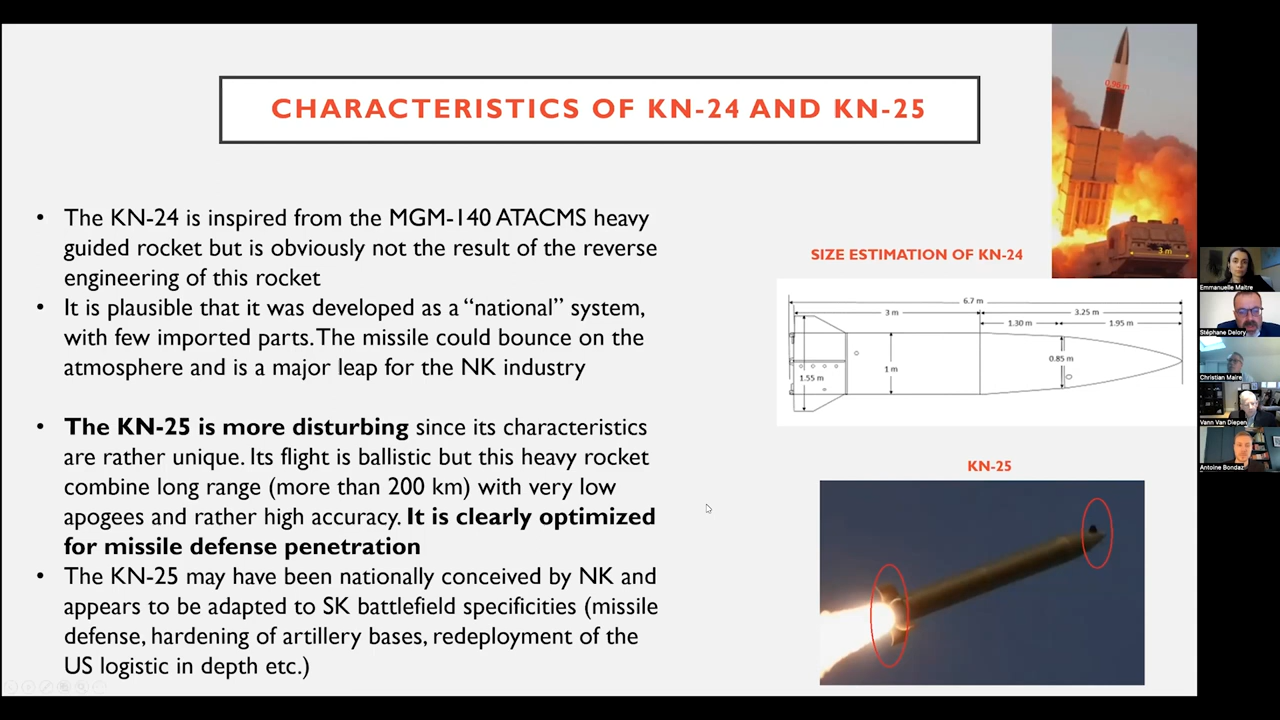 CHARACTERISTICS OF KN-24 AND KN-25
• The KN-24 is inspired from the MGM-140 ATACMS heavy
guided rocket but is obviously not the result of the reverse
engineering of this rocket
• It is plausible that it was developed as a “national” system,
with few imported parts. The missile could bounce on the
atmosphere and is a major leap for the NK industry
• The KN-25 is more disturbing since its characteristics
are rather unique. Its flight is ballistic but this heavy rocket
combine long range (more than 200 km) with very low
apogees and rather high accuracy. It is clearly optimized
for missile defense penetration
• The KN-25 may have been nationally conceived by NK and
appears to be adapted to SK battlefield specificities (missile
defense, hardening of artillery bases, redeployment of the
US logistic in depth etc.)
3 m
SIZE ESTIMATION OF KN-24
6.7 m
3 m
3.25 m
1.30 m
1.95 m
0.85 m
1 m
1.55 m
KN-25
Emmanuelle Maitre
Stéphane Delory
Christian Maire
Vann Van Diepen
Antoine Bondaz